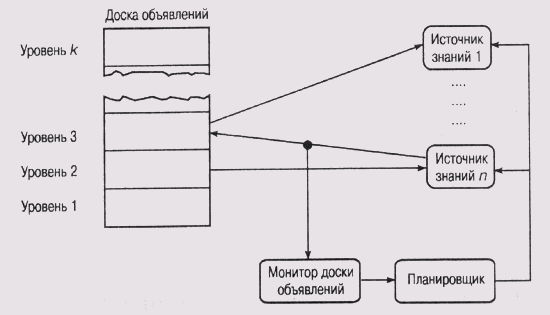 Доска объявлений
Уровень k
Уровень 3
Уровень 2
Уровень 1
Источник
знаний 1
....
....
....
Источник
знаний n
Монитор доски
объявлений
Планировщик